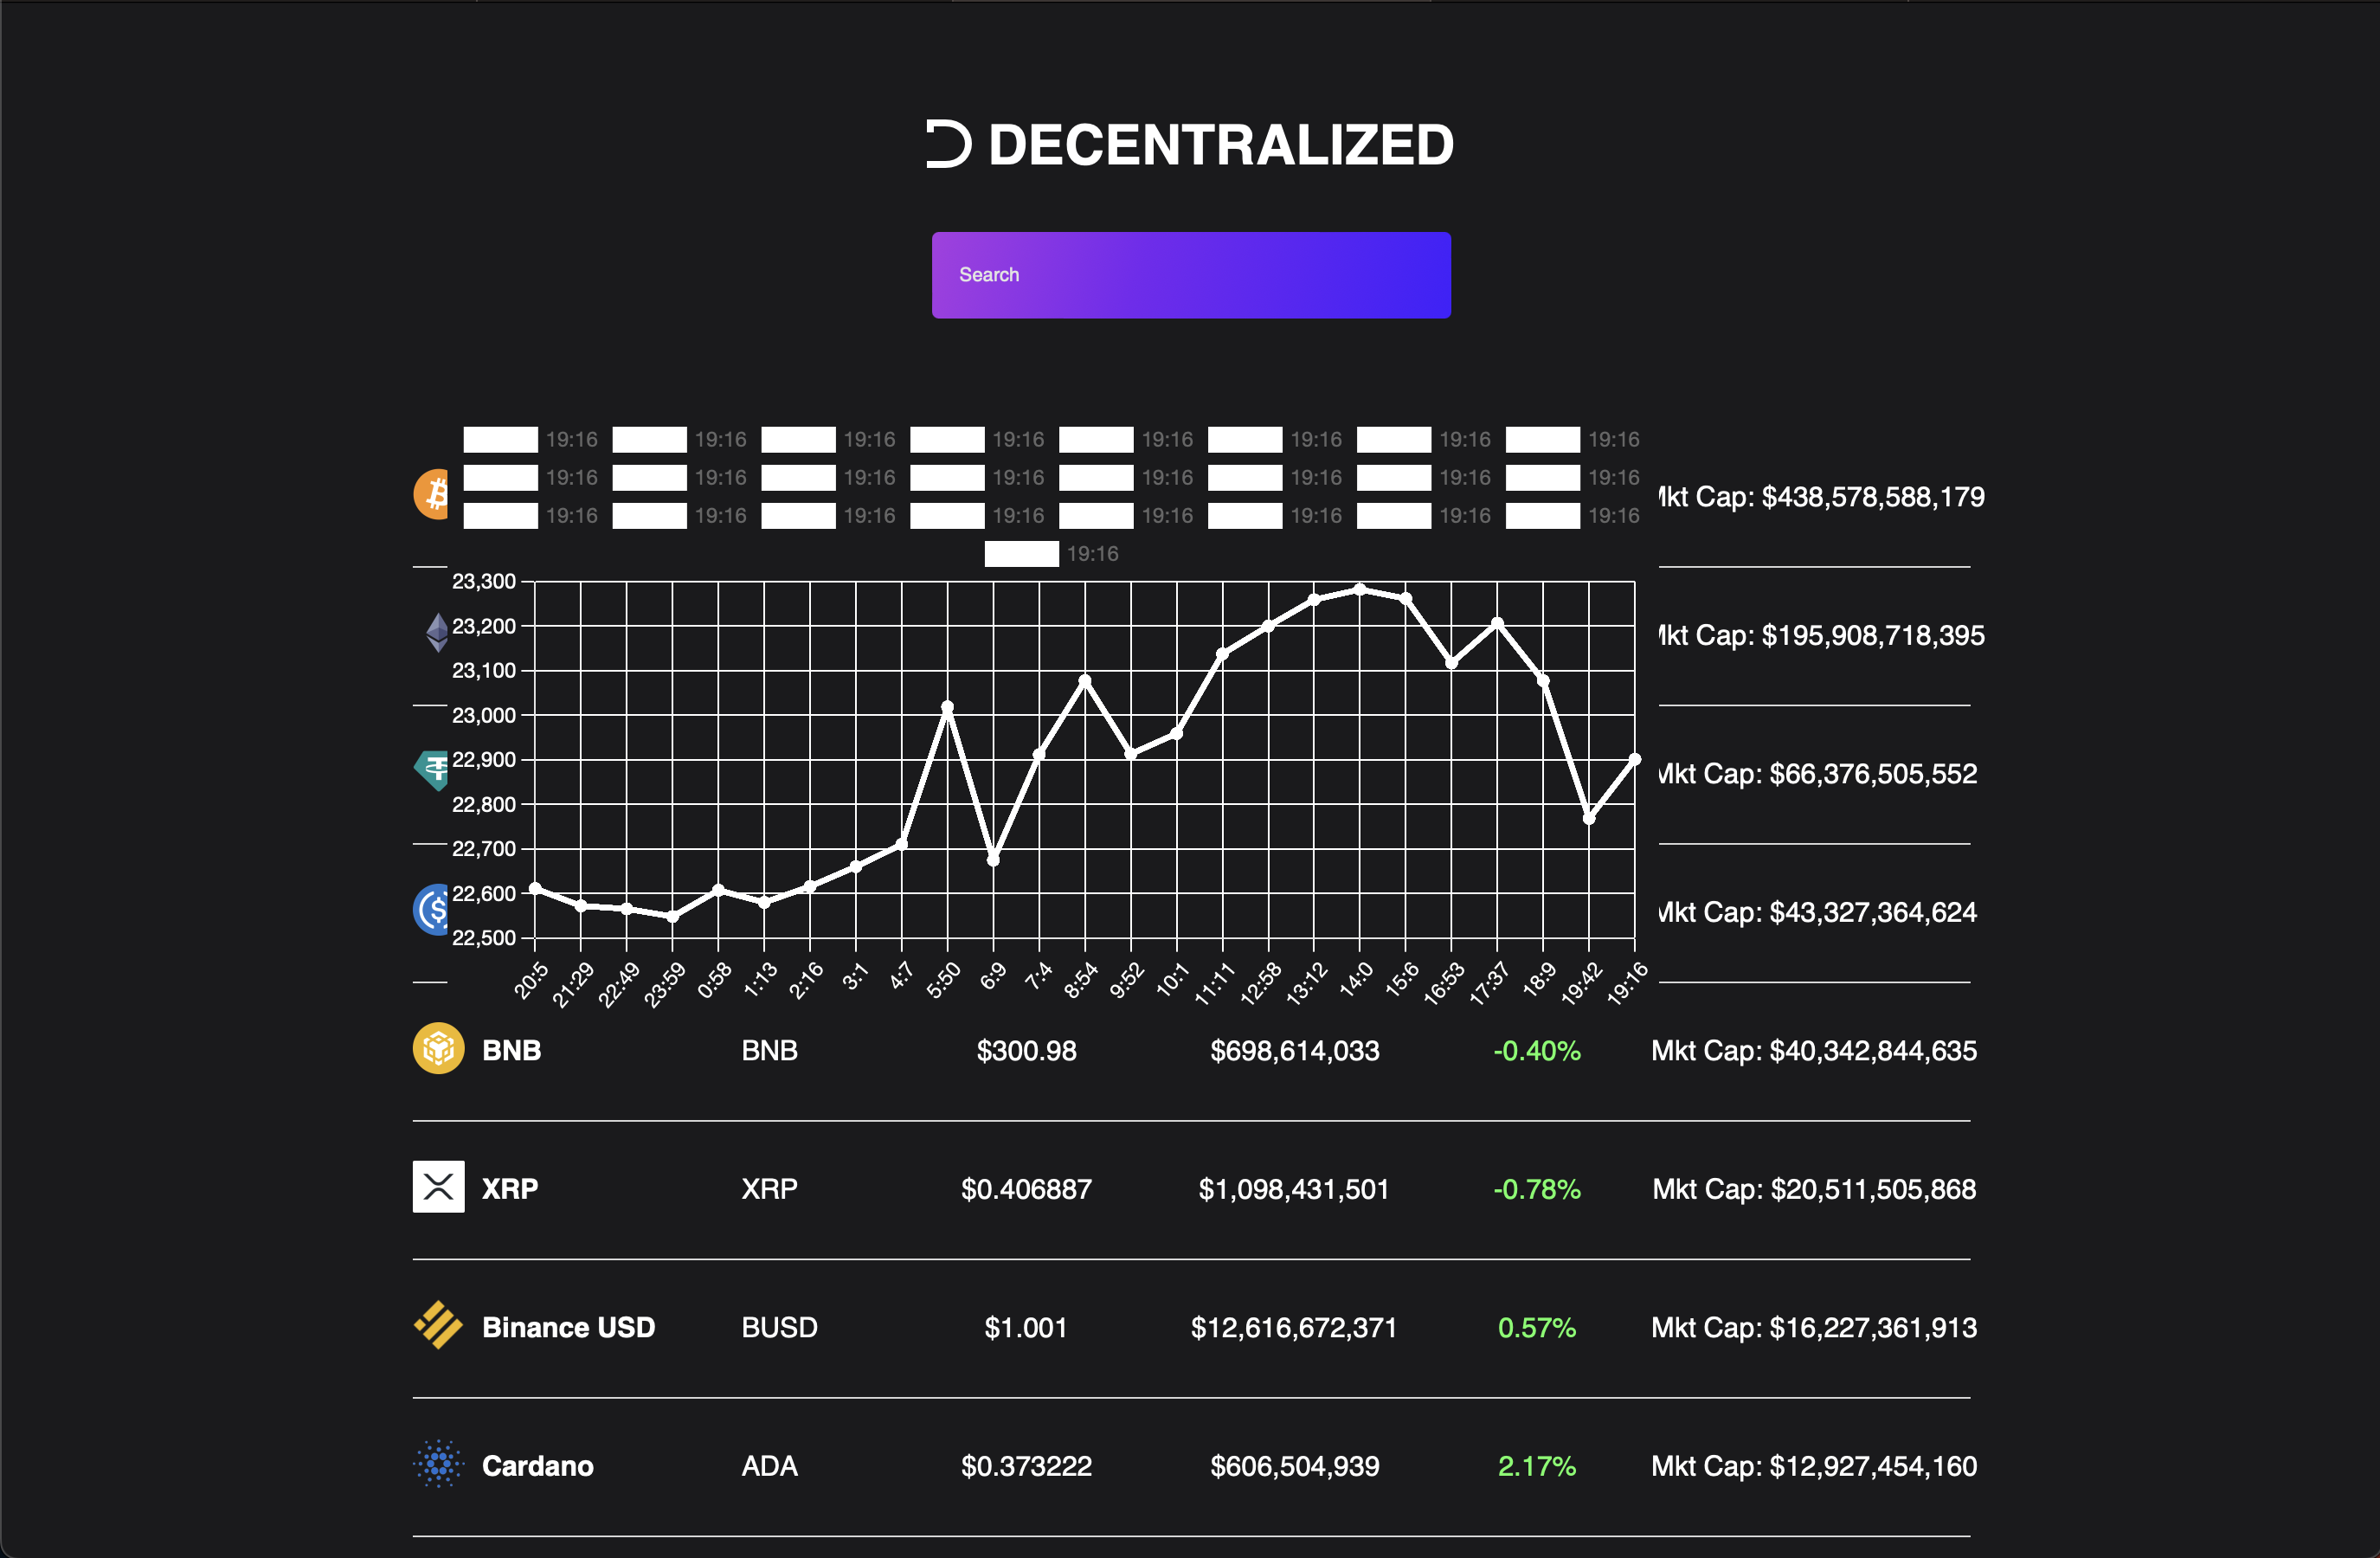 DECENTRALIZED
Search
19:16 19:16 19:16 19:16 19:16 19:16 19:16 19:16
19:16 19:16 19:16 19:16 19:16 19:16 19:16 19:16
Mkt Cap: $438,578,588,179
19:16 19:16 19:16 19:16 19:16 19:16 19:16 19:16
19:16
23,300
23,200
Mkt Cap: $195,908,718,395
23,100
23,000
22,900
Mkt Cap: $66,376,505,552
22,800
22,700
22,600
Mkt Cap: $43,327,364,624
22,500
20:5 21:29 22:49 23:59 0:58 1:13 2:16 3:1 4:7 5:50 6:9 7:4 8:54 9:52 10:1 11:11 12:58 13:12 14:0 15:6 16:53 17:37 18:9 19:42 19:16
BNB BNB $300.98 $698,614,033 -0.40% Mkt Cap: $40,342,844,635
XRP XRP $0.406887 $1,098,431,501 -0.78% Mkt Cap: $20,511,505,868
Binance USD BUSD $1.001 $12,616,672,371 0.57% Mkt Cap: $16,227,361,913
Cardano ADA $0.373222 $606,504,939 2.17% Mkt Cap: $12,927,454,160